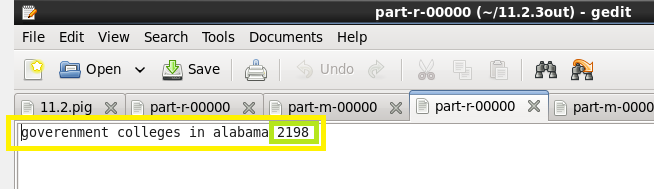 part-r-00000 (~/11.2.3out) - gedit
File Edit View Search Tools Documents Help
Open Save Undo
11.2.pig part-r-00000 part-m-00000 part-r-00000 part-m-0000
goverenment colleges in alabama 2198